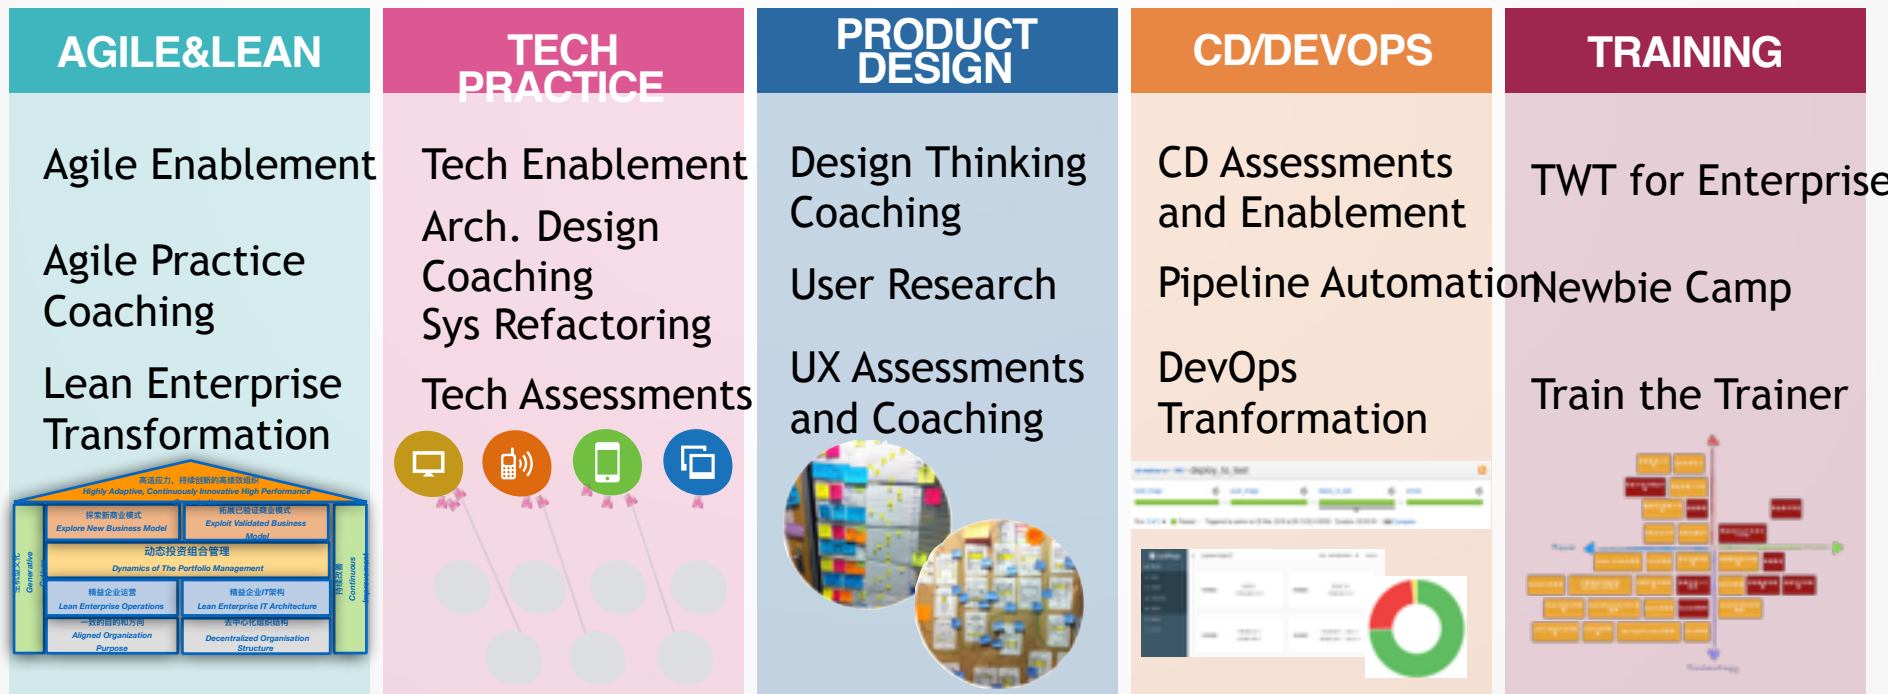 AGILE&LEAN
Agile Enablement
Agile Practice
Coaching
Lean Enterprise
Transformation
高适应力，持续创新的高绩效组织
Highly Adaptive, Continuously Innovative High Performance
探索新商业模式
Explore New Business Model
拓展已验证商业模式
Exploit Validated Business
Model
动态投资组合管理
Dynamics of The Portfolio Management
精益企业运营
Lean Enterprise Operations
精益企业IT架构
Lean Enterprise IT Architecture
一致的目的和方向
Aligned Organization
Purpose
去中心化组织结构
Decentralized Organisation
Structure
Generative
持续改善
Continuous
TECH
PRACTICE
Tech Enablement
Arch. Design
Coaching
Sys Refactoring
Tech Assessments
PRODUCT
DESIGN
Design Thinking
Coaching
User Research
UX Assessments
and Coaching
CD/DEVOPS
CD Assessments
and Enablement
Pipeline Automation
DevOps
Tranformation
deploy_to_test
TRAINING
TWT for Enterprise
Newbie Camp
Train the Trainer